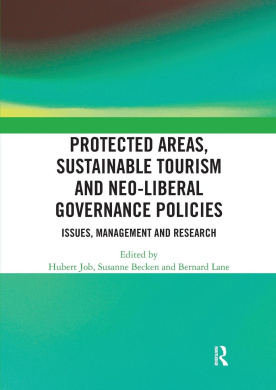 PROTECTED AREAS,
SUSTAINABLE TOURISM
AND NEO-LIBERAL
GOVERNANCE POLICIES
ISSUES, MANAGEMENT AND RESEARCH
Edited by
Hubert Job, Susanne Becken and Bernard Lane